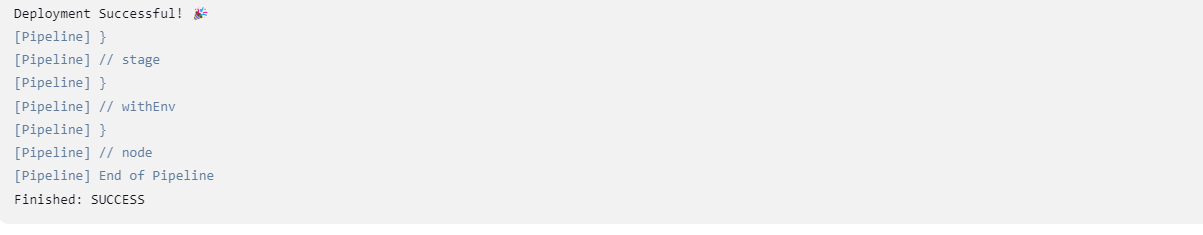 Deployment Successful! 🎉
[Pipeline] }
[Pipeline] // stage
[Pipeline] }
[Pipeline] // withEnv
[Pipeline] }
[Pipeline] // node
[Pipeline] End of Pipeline
Finished: SUCCESS